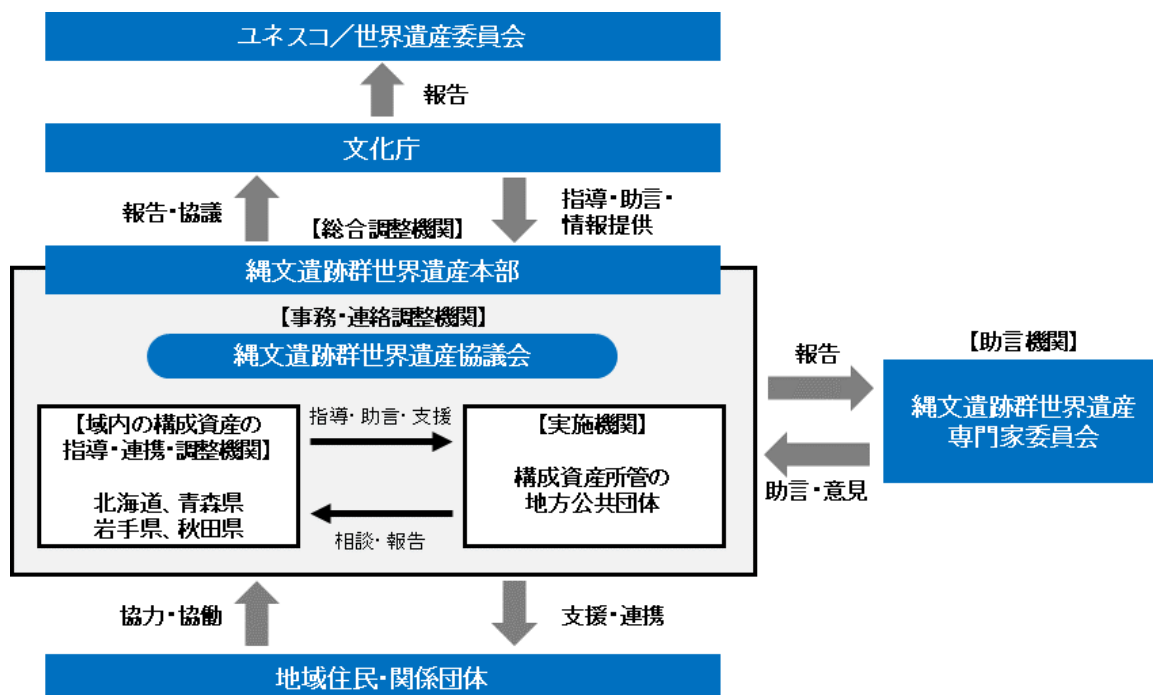 ユネスコ／世界遺産委員会
報告
文化庁
報告・協議
指導・助言・
情報提供
【総合調整機関】
縄文遺跡群世界遺産本部
【事務・連絡調整機関】
縄文遺跡群世界遺産協議会
【域内の構成資産の
指導・連携・調整機関】
北海道、青森県
岩手県、秋田県
指導・助言・支援
相談・報告
【実施機関】
構成資産所管の
地方公共団体
報告
助言・意見
【助言機関】
縄文遺跡群世界遺産
専門家委員会
協力・協働
支援・連携
地域住民・関係団体